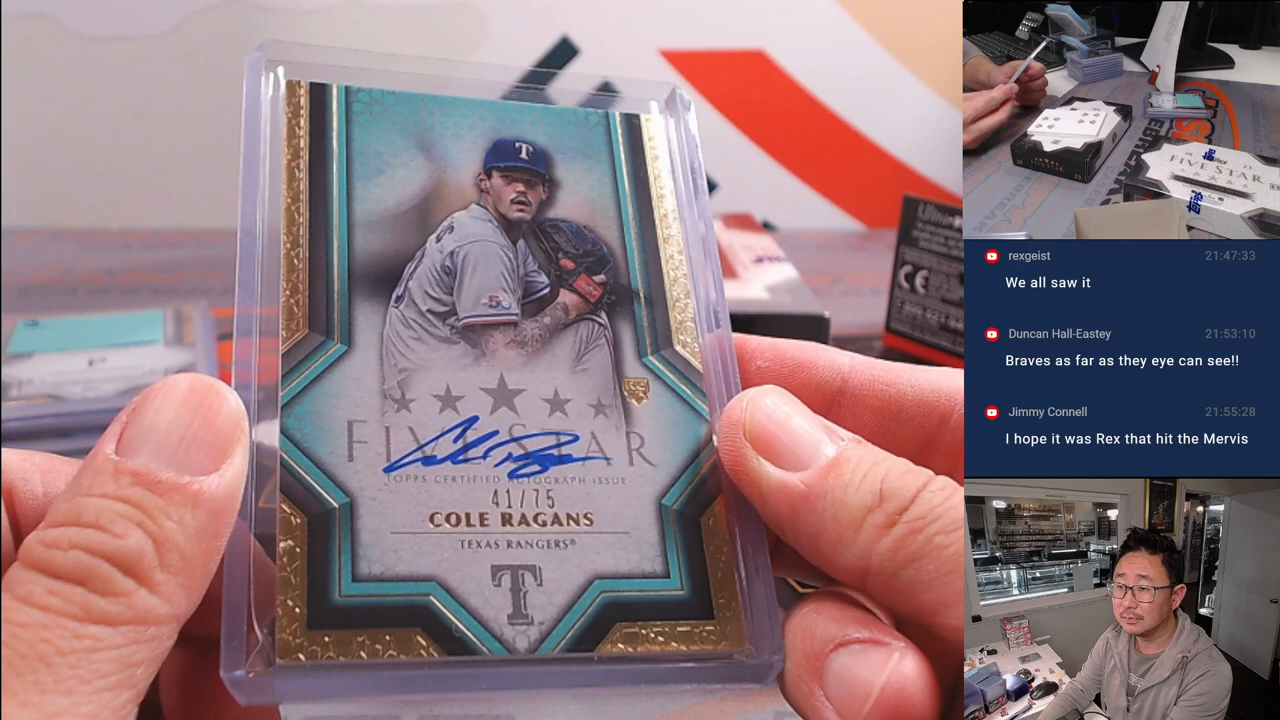 T
RC
FIVE STAR
TOPPS CERTIFIED AUTOGRAPH ISSUE
41/75
COLE RAGANS
TEXAS RANGERS®
T
CE
FIVE STAR
rexgeist 21:47:33
We all saw it
Duncan Hall-Eastey 21:53:10
Braves as far as they eye can see!!
Jimmy Connell 21:55:28
I hope it was Rex that hit the Mervis